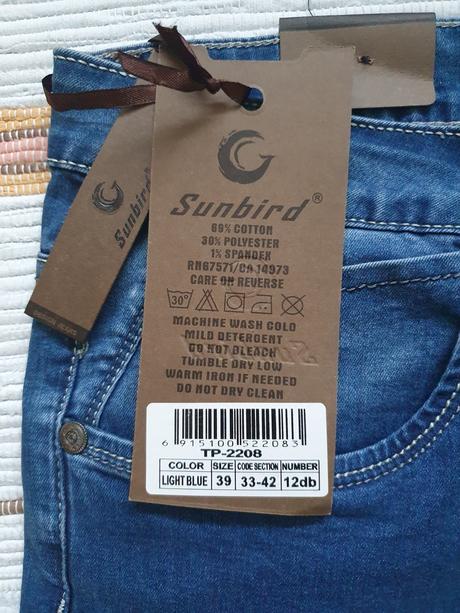 Sunbird®
69% COTTON
30% POLYESTER
1% SPANDEX
RN67571/CA 14973
CARE ON REVERSE
30°
MACHINE WASH COLD
MILD DETERGENT
DO NOT BLEACH
TUMBLE DRY LOW
WARM IRON IF NEEDED
DO NOT DRY CLEAN
6 915100 522083
TP-2208
COLOR SIZE CODE SECTION NUMBER
LIGHT BLUE 39 33-42 12db
Sunbird